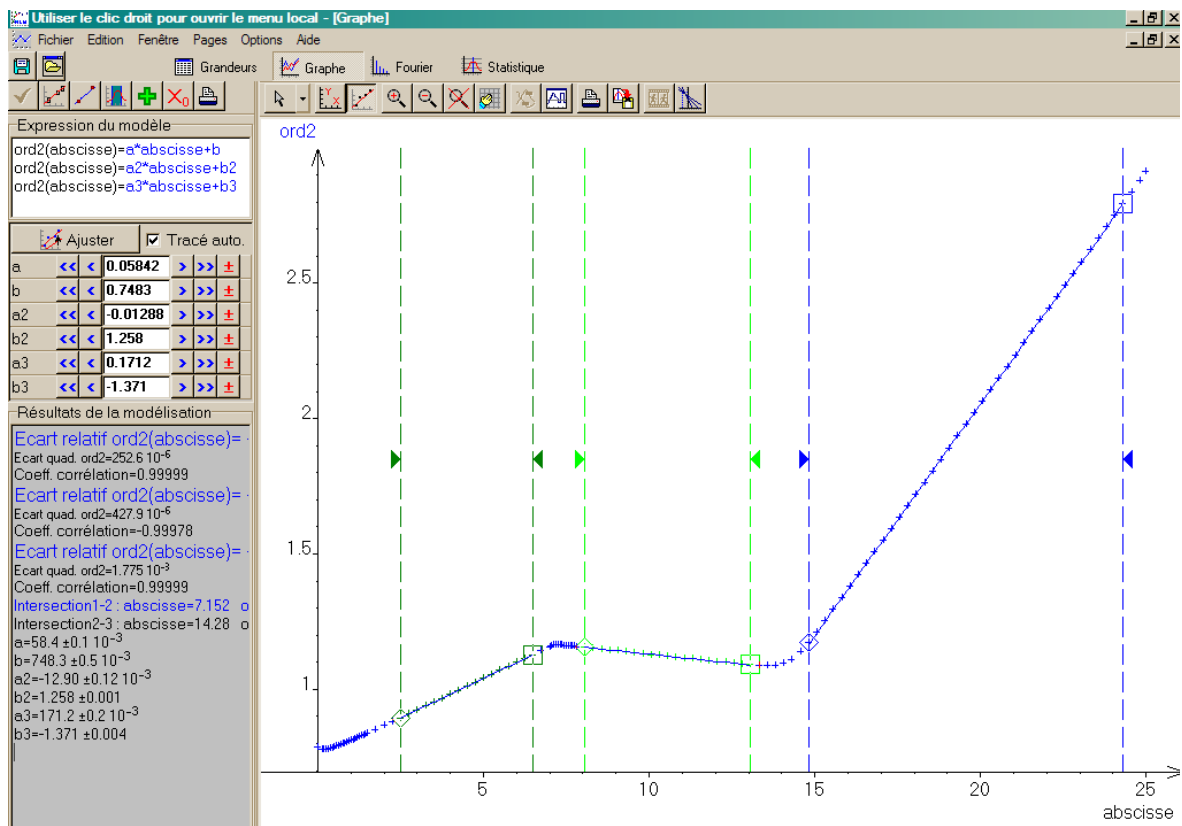 Utiliser le clic droit pour ouvrir le menu local - [Graphe]
Fichier Edition Fenêtre Pages Options Aide
Grandeurs Graphe Fourier Statistique
Expression du modèle
ord2(abscisse)=a*abscisse+b
ord2(abscisse)=a2*abscisse+b2
ord2(abscisse)=a3*abscisse+b3
Ajuster Tracé auto.
a << < 0.05842 > >> ±
b << < 0.7483 > >> ±
a2 << < -0.01288 > >> ±
b2 << < 1.258 > >> ±
a3 << < 0.1712 > >> ±
b3 << < -1.371 > >> ±
Résultats de la modélisation
Ecart relatif ord2(abscisse)=
Ecart quad. ord2=252.6 10-6
Coeff. corrélation=0.99999
Ecart relatif ord2(abscisse)=
Ecart quad. ord2=427.9 10-6
Coeff. corrélation=-0.99978
Ecart relatif ord2(abscisse)=
Ecart quad. ord2=1.775 10-3
Coeff. corrélation=0.99999
Intersection1-2 : abscisse=7.152 o
Intersection2-3 : abscisse=14.28 o
a=58.4 ±0.1 10-3
b=748.3 ±0.5 10-3
a2=-12.90 ±0.12 10-3
b2=1.258 ±0.001
a3=171.2 ±0.2 10-3
b3=-1.371 ±0.004
ord2
2.5
2
1.5
1
5 10 15 20 25
abscisse